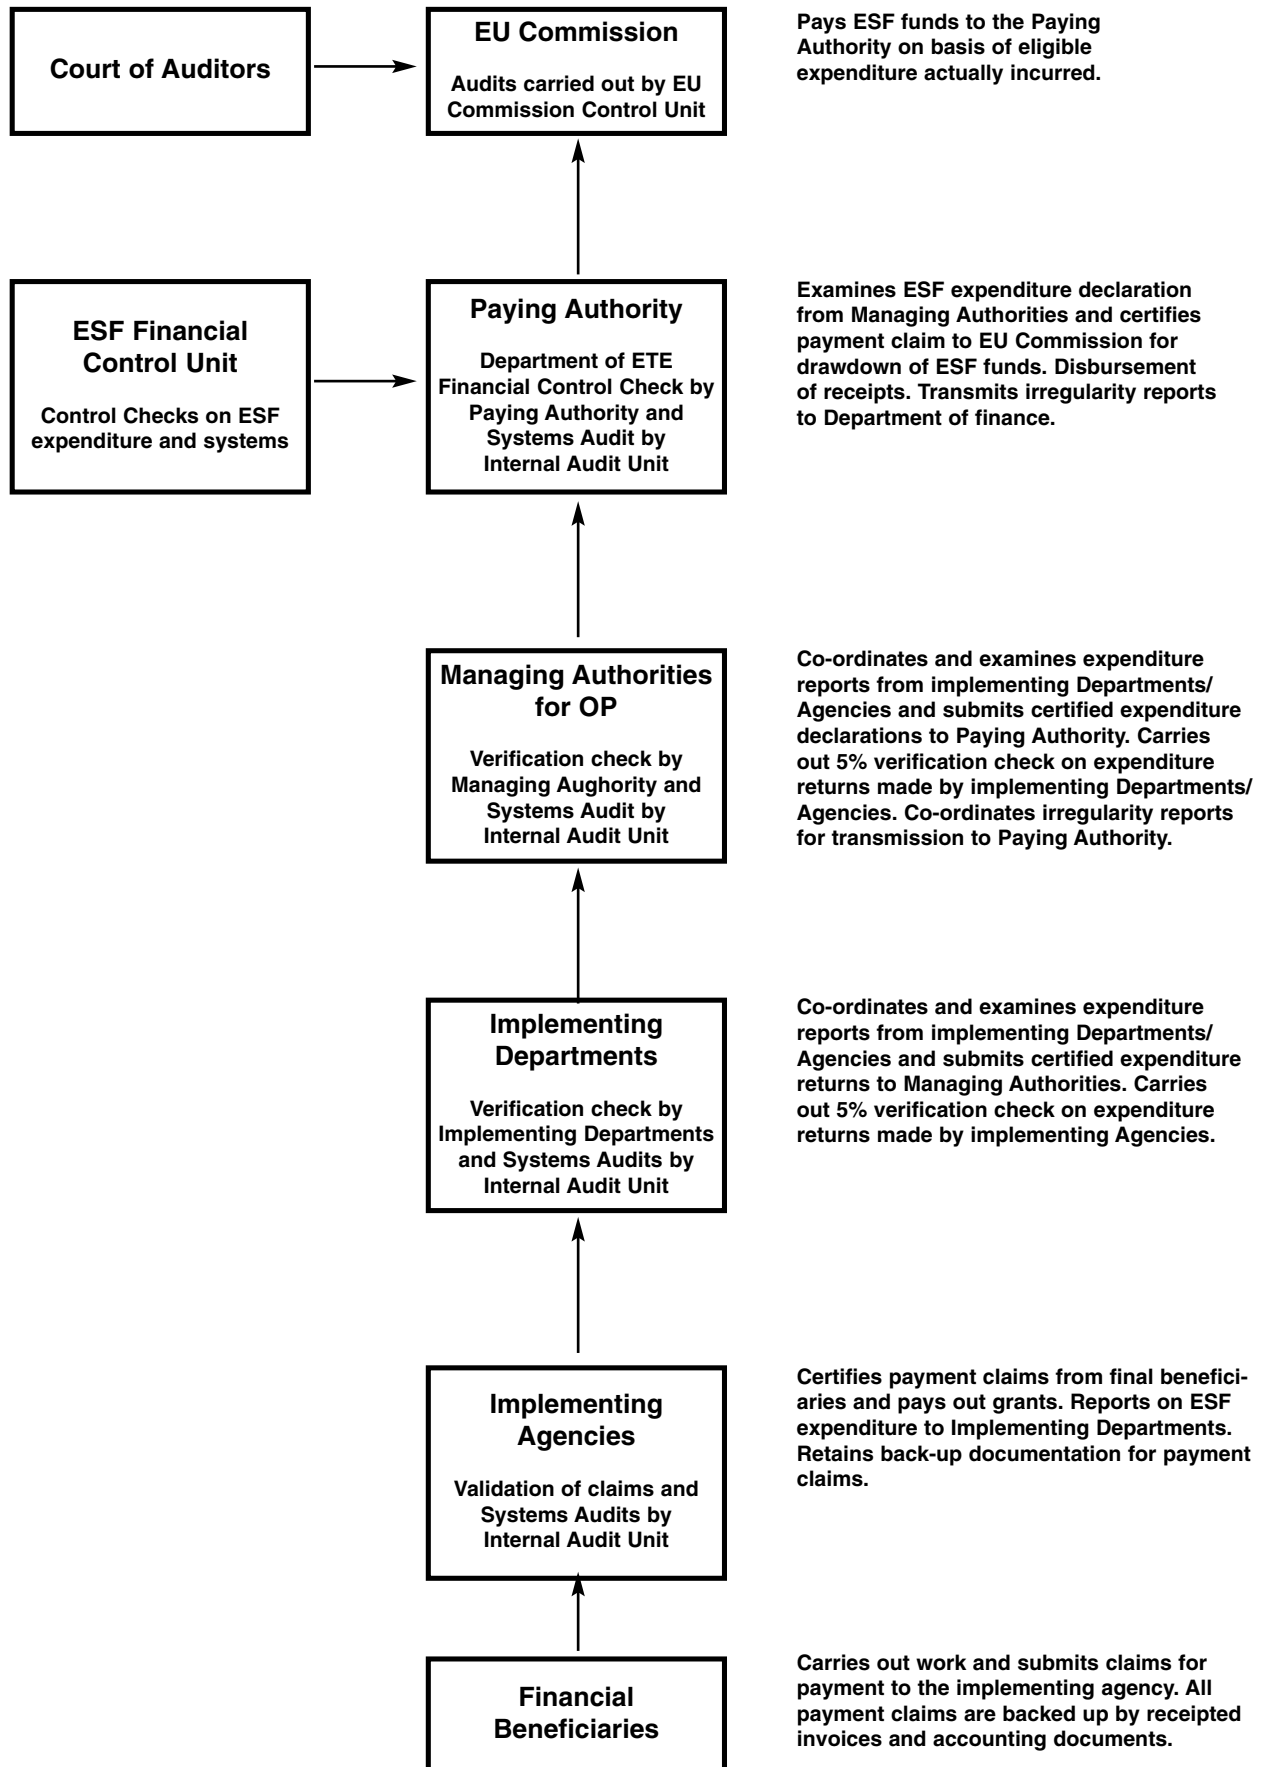 Court of Auditors
EU Commission
Audits carried out by EU
Commission Control Unit
Pays ESF funds to the Paying
Authority on basis of eligible
expenditure actually incurred.
ESF Financial
Control Unit
Control Checks on ESF
expenditure and systems
Paying Authority
Department of ETE
Financial Control Check by
Paying Authority and
Systems Audit by
Internal Audit Unit
Examines ESF expenditure declaration
from Managing Authorities and certifies
payment claim to EU Commission for
drawdown of ESF funds. Disbursement
of receipts. Transmits irregularity reports
to Department of finance.
Managing Authorities
for OP
Verification check by
Managing Aughority and
Systems Audit by
Internal Audit Unit
Co-ordinates and examines expenditure
reports from implementing Departments/
Agencies and submits certified expenditure
declarations to Paying Authority. Carries
out 5% verification check on expenditure
returns made by implementing Departments/
Agencies. Co-ordinates irregularity reports
for transmission to Paying Authority.
Implementing
Departments
Verification check by
Implementing Departments
and Systems Audits by
Internal Audit Unit
Co-ordinates and examines expenditure
reports from implementing Departments/
Agencies and submits certified expenditure
returns to Managing Authorities. Carries
out 5% verification check on expenditure
returns made by implementing Agencies.
Implementing
Agencies
Validation of claims and
Systems Audits by
Internal Audit Unit
Certifies payment claims from final benefici-
aries and pays out grants. Reports on ESF
expenditure to Implementing Departments.
Retains back-up documentation for payment
claims.
Financial
Beneficiaries
Carries out work and submits claims for
payment to the implementing agency. All
payment claims are backed up by receipted
invoices and accounting documents.